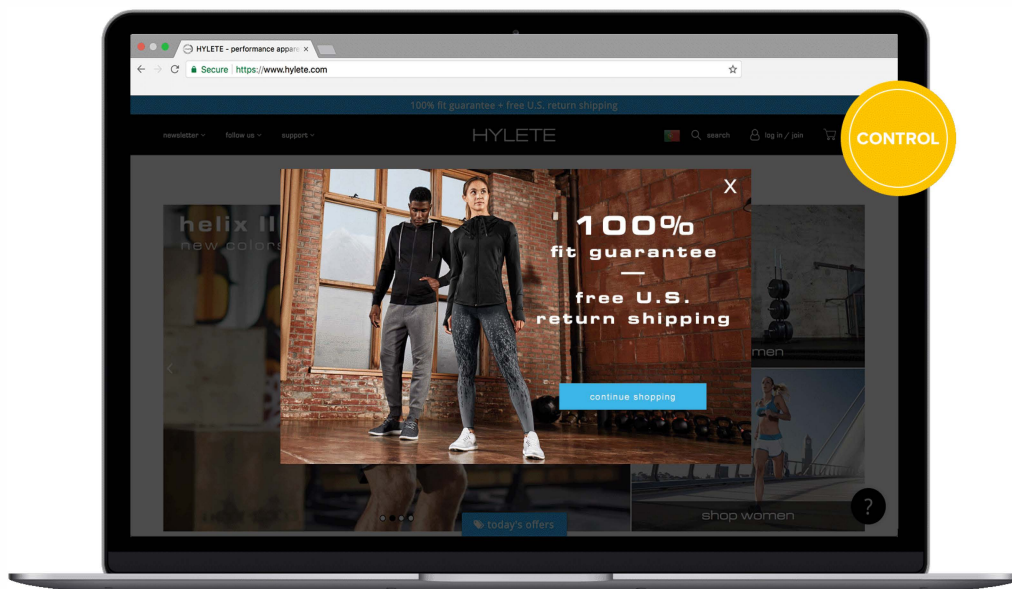 HYLETE - performance appare
Secure https://www.hylete.com
100% fit guarantee + free U.S. return shipping
newsletter follow us support HYLETE search log in / join
CONTROL
X
helix II
new colors
100%
fit guarantee
free U.S.
return shipping
men
continue shopping
shop women
?
today's offers